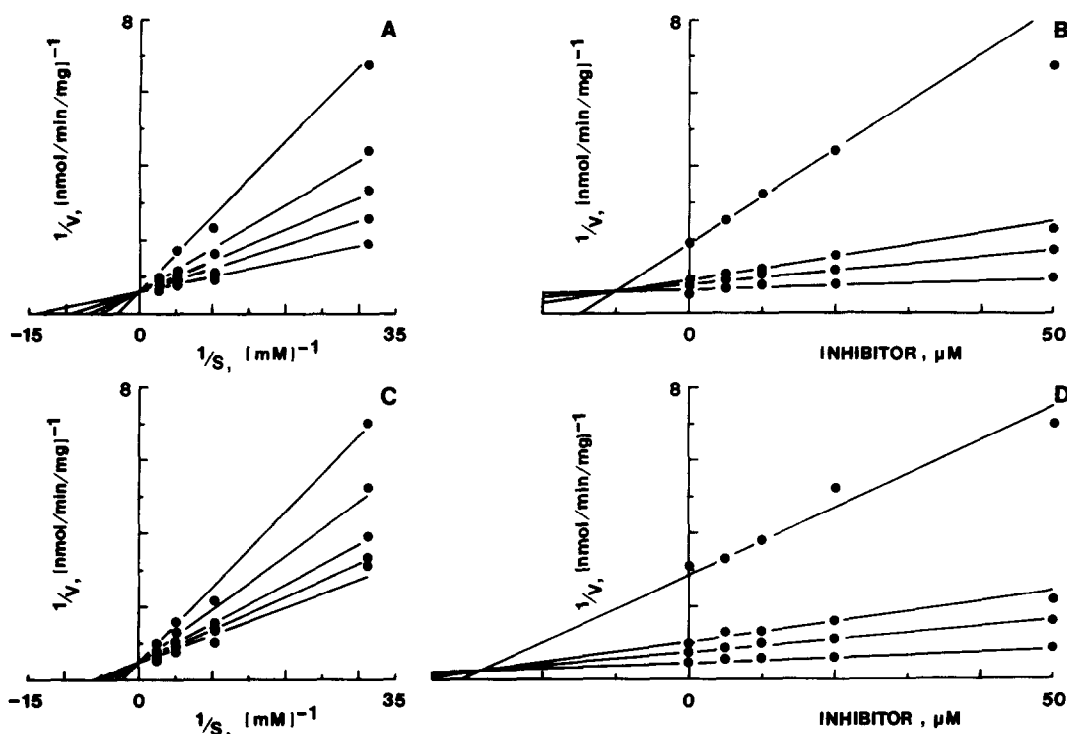 8
A
1/V, [nmol/min/mg]-1
-15
0
35
1/S, [mM]-1
8
B
1/V, [nmol/min/mg]-1
0
50
INHIBITOR, µM
8
C
1/V, [nmol/min/mg]-1
-15
0
35
1/S, [mM]-1
8
D
1/V, [nmol/min/mg]-1
0
50
INHIBITOR, µM